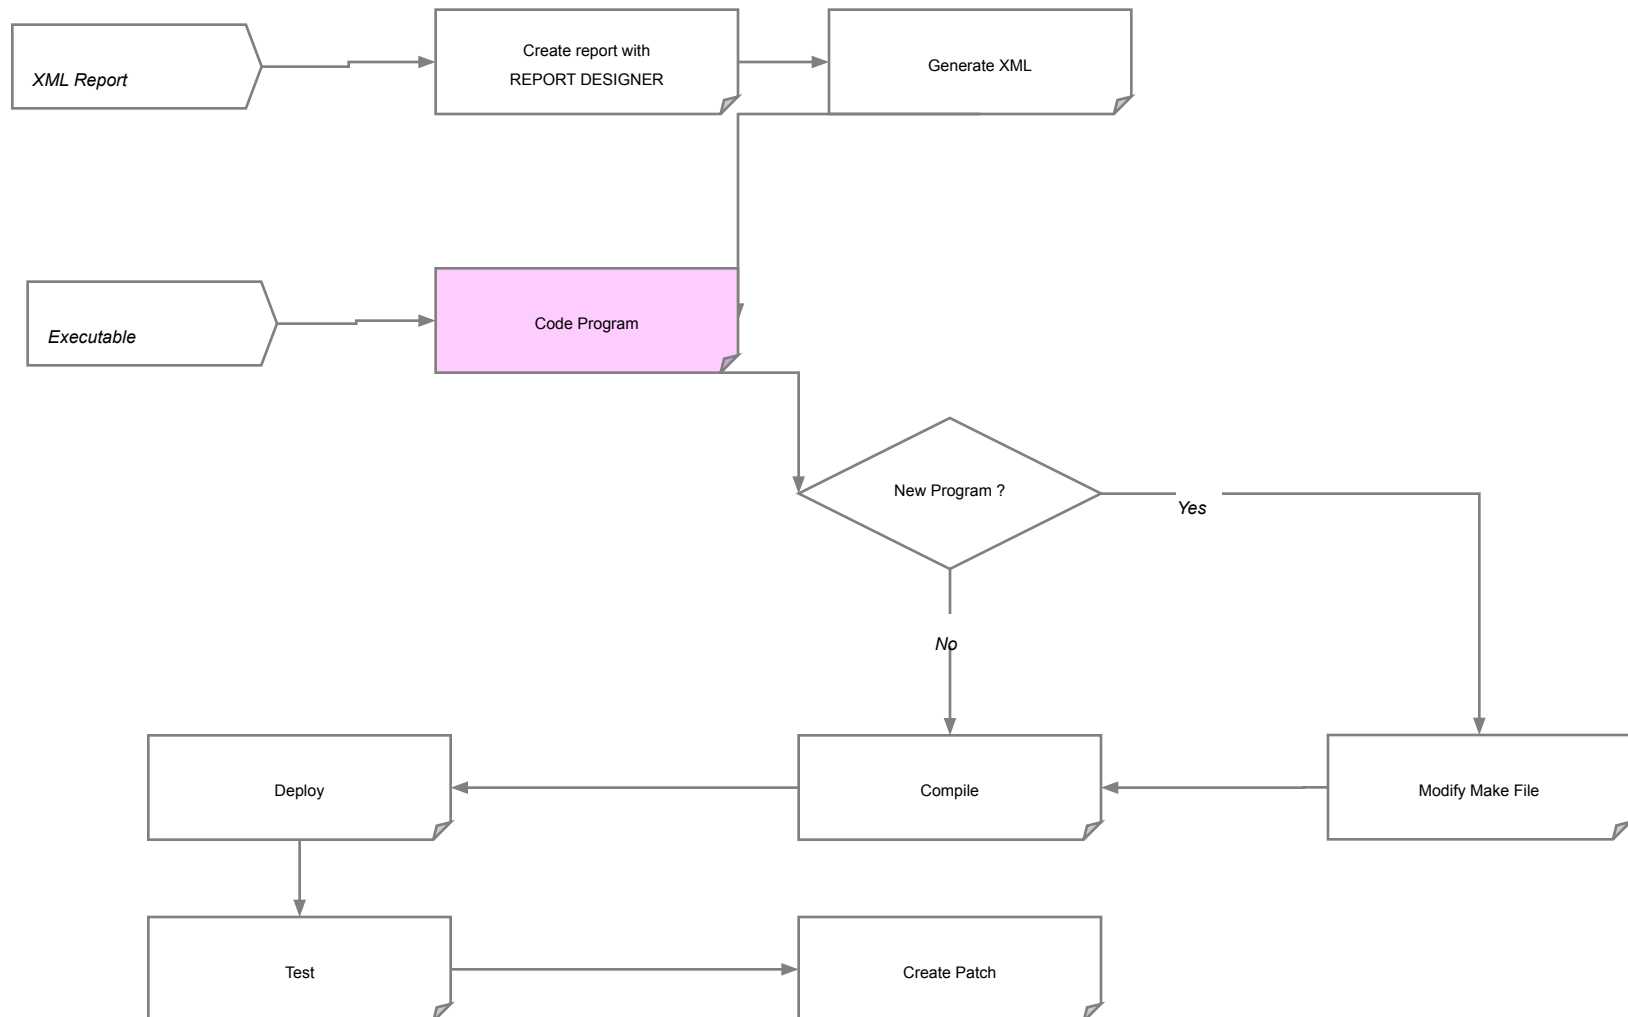 XML Report
Create report with
REPORT DESIGNER
Generate XML
Executable
Code Program
New Program ?
Yes
No
Deploy
Compile
Modify Make File
Test
Create Patch